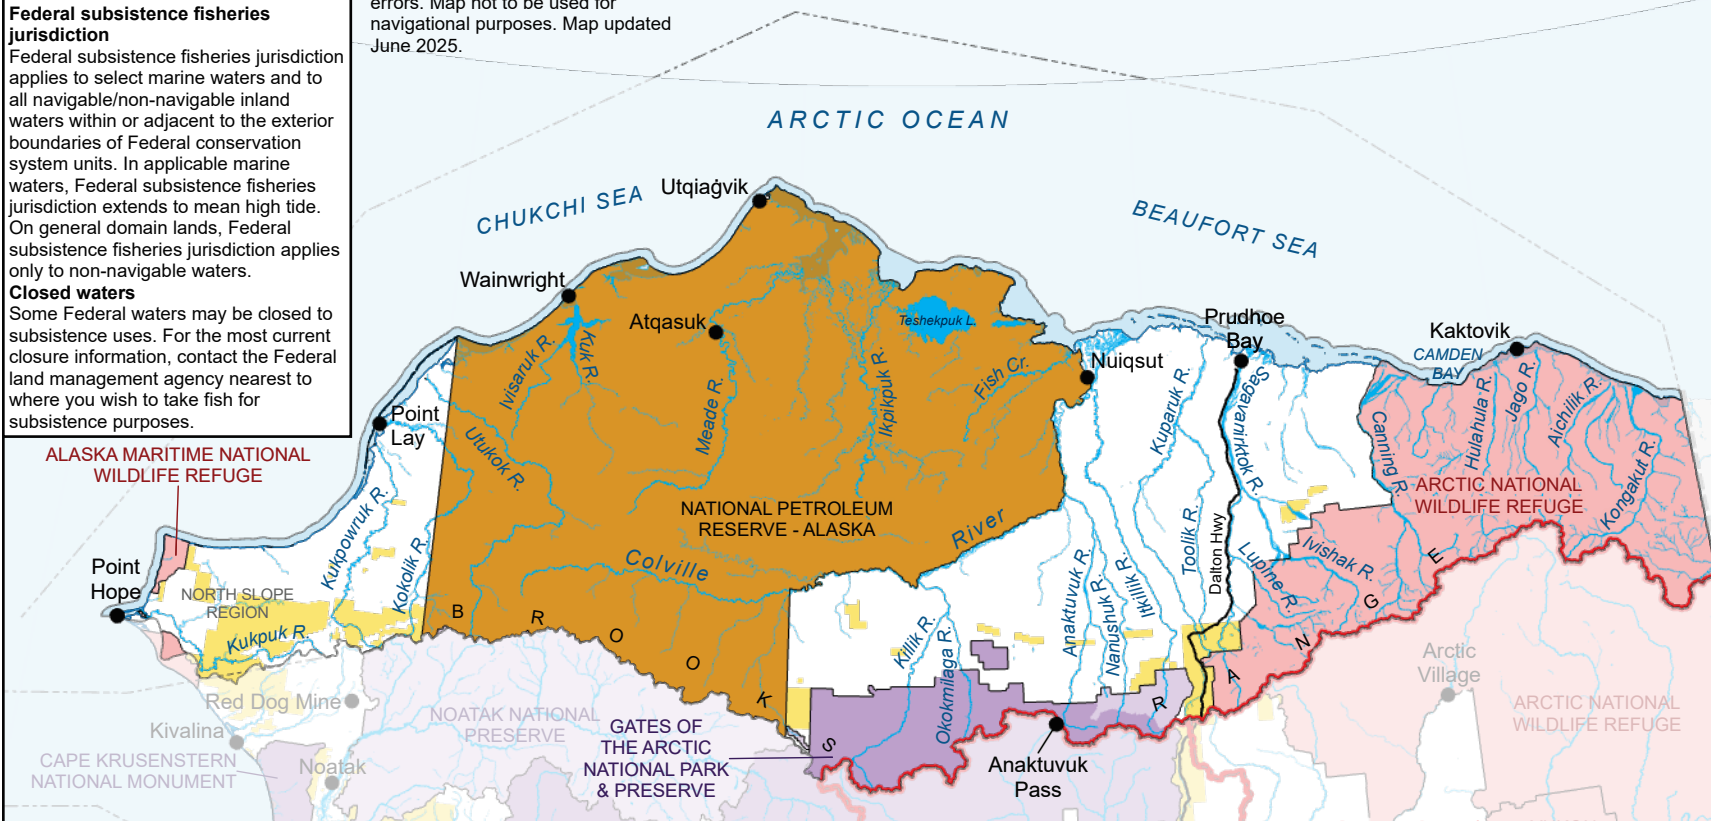 Federal subsistence fisheries
jurisdiction
Federal subsistence fisheries jurisdiction
applies to select marine waters and to
all navigable/non-navigable inland
waters within or adjacent to the exterior
boundaries of Federal conservation
system units. In applicable marine
waters, Federal subsistence fisheries
jurisdiction extends to mean high tide.
On general domain lands, Federal
subsistence fisheries jurisdiction applies
only to non-navigable waters.
Closed waters
Some Federal waters may be closed to
subsistence uses. For the most current
closure information, contact the Federal
land management agency nearest to
where you wish to take fish for
subsistence purposes.
errors. Map not to be used for
navigational purposes. Map updated
June 2025.
ARCTIC OCEAN
CHUKCHI SEA
BEAUFORT SEA
Utqiaġvik
Wainwright
Atqasuk
Teshekpuk L.
Prudhoe
Bay
Kaktovik
CAMDEN
BAY
Nuiqsut
Point
Lay
Ivisaruk R.
Kuk R.
Meade R.
Ikpikpuk R.
Fish Cr.
Utukok R.
Kuparuk R.
Sagavanirktok R.
Canning R.
Hulahula R.
Jago R.
Aichilik R.
Kongakut R.
ALASKA MARITIME NATIONAL
WILDLIFE REFUGE
NATIONAL PETROLEUM
RESERVE - ALASKA
ARCTIC NATIONAL
WILDLIFE REFUGE
Colville
River
Kukpowruk R.
Kokolik R.
Toolik R.
Dalton Hwy
Lupine R.
Ivishak R.
Anaktuvuk R.
Nanushuk R.
Itkillik R.
Point
Hope
NORTH SLOPE
REGION
Kukpuk R.
Killik R.
Okokmilaga R.
B R O O K S
R A N G E
Arctic
Village
Red Dog Mine
Kivalina
NOATAK NATIONAL
PRESERVE
GATES OF
THE ARCTIC
NATIONAL PARK
& PRESERVE
Anaktuvuk
Pass
ARCTIC NATIONAL
WILDLIFE REFUGE
CAPE KRUSENSTERN
NATIONAL MONUMENT
Noatak